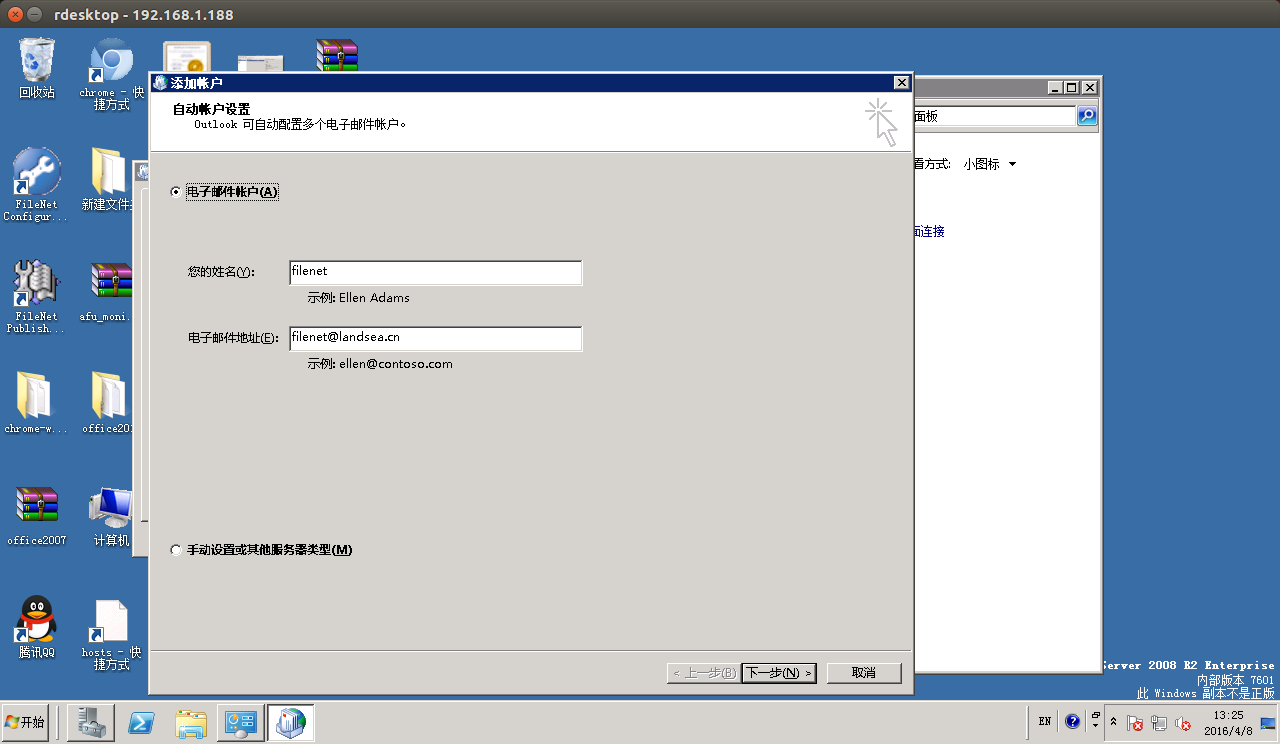 rdesktop - 192.168.1.188
回收站
chrome - 快
捷方式
添加帐户
自动帐户设置
Outlook 可自动配置多个电子邮件帐户。
面板
看方式: 小图标
电子邮件帐户(A)
FileNet
Configur...
新建文件夹
面连接
您的姓名(Y):
filenet
示例: Ellen Adams
电子邮件地址(E):
filenet@landsea.cn
示例: ellen@contoso.com
FileNet
Publish...
afu_moni.
chrome-w...
office20
office2007
计算机
手动设置或其他服务器类型(M)
腾讯QQ
hosts - 快
捷方式
< 上一步(B)
下一步(N) >
取消
Server 2008 R2 Enterprise
内部版本 7601
此 Windows 副本不是正版
开始
EN
13:25
2016/4/8